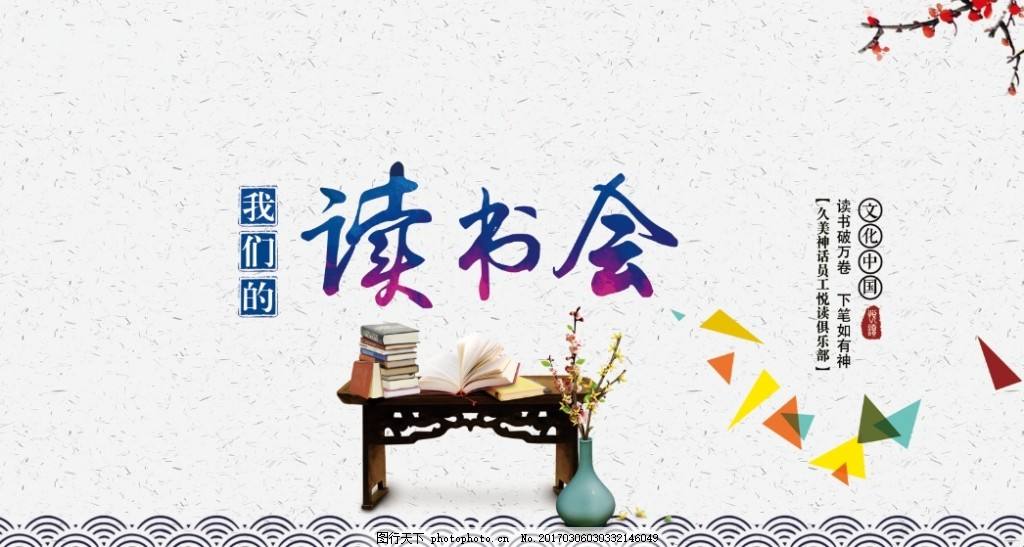 我们的
读书会
文化中国
悦读
读书破万卷 下笔如有神
【久美神话员工悦读俱乐部】
图行天下 photophoto.cn No.20170306030332146049